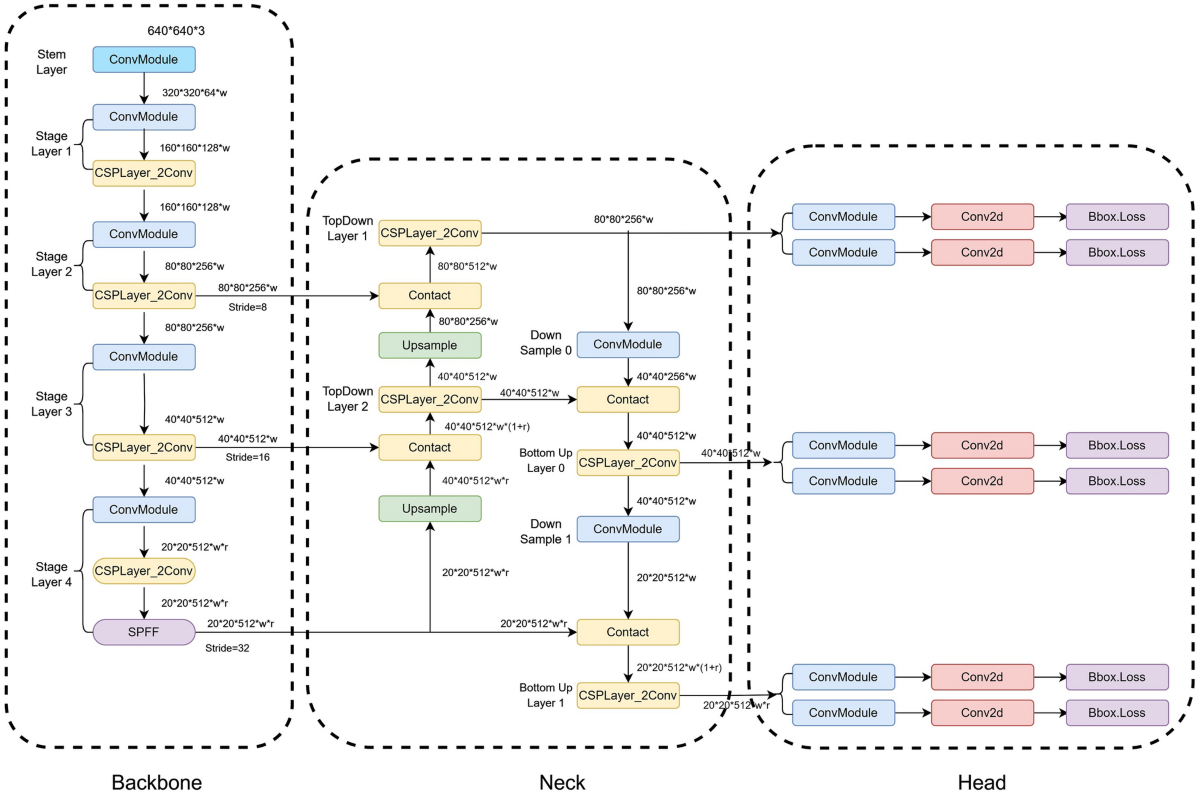 640*640*3
Stem
Layer
ConvModule
320*320*64*w
ConvModule
Stage
Layer 1
160*160*128*w
CSPLayer_2Conv
160*160*128*w
ConvModule
Stage
Layer 2
80*80*256*w
CSPLayer_2Conv
80*80*256*w
Stride=8
80*80*256*w
ConvModule
Stage
Layer 3
40*40*512*w
CSPLayer_2Conv
40*40*512*w
Stride=16
40*40*512*w
ConvModule
20*20*512*w*r
Stage
Layer 4
CSPLayer_2Conv
20*20*512*w*r
SPFF
20*20*512*w*r
Stride=32
Backbone
TopDown
Layer 1
CSPLayer_2Conv
80*80*256*w
80*80*512*w
Contact
80*80*256*w
Upsample
40*40*512*w
TopDown
Layer 2
CSPLayer_2Conv
40*40*512*w
40*40*512*w*(1+r)
Contact
40*40*512*w*r
Upsample
20*20*512*w*r
20*20*512*w*r
80*80*256*w
Down
Sample 0
ConvModule
40*40*256*w
Contact
40*40*512*w
Bottom Up
Layer 0
CSPLayer_2Conv
40*40*512*w
40*40*512*w
Down
Sample 1
ConvModule
20*20*512*w
Contact
20*20*512*w*(1+r)
Bottom Up
Layer 1
CSPLayer_2Conv
20*20*512*w*r
Neck
ConvModule
Conv2d
Bbox.Loss
ConvModule
Conv2d
Bbox.Loss
ConvModule
Conv2d
Bbox.Loss
ConvModule
Conv2d
Bbox.Loss
ConvModule
Conv2d
Bbox.Loss
ConvModule
Conv2d
Bbox.Loss
Head